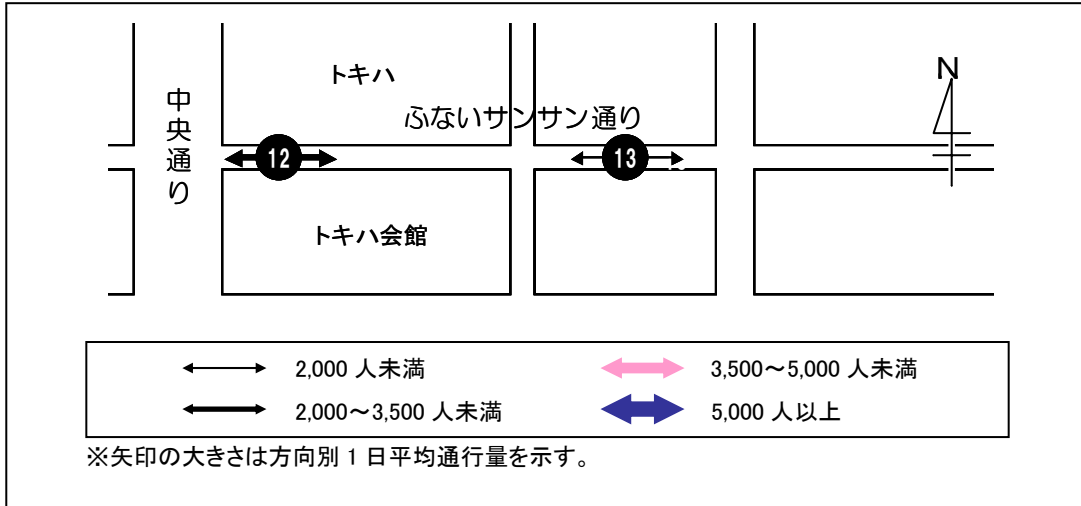 トキハ
N
中央通り
ふないサンサン通り
12
13
トキハ会館
2,000 人未満
3,500～5,000 人未満
2,000～3,500 人未満
5,000 人以上
※矢印の大きさは方向別 1 日平均通行量を示す。